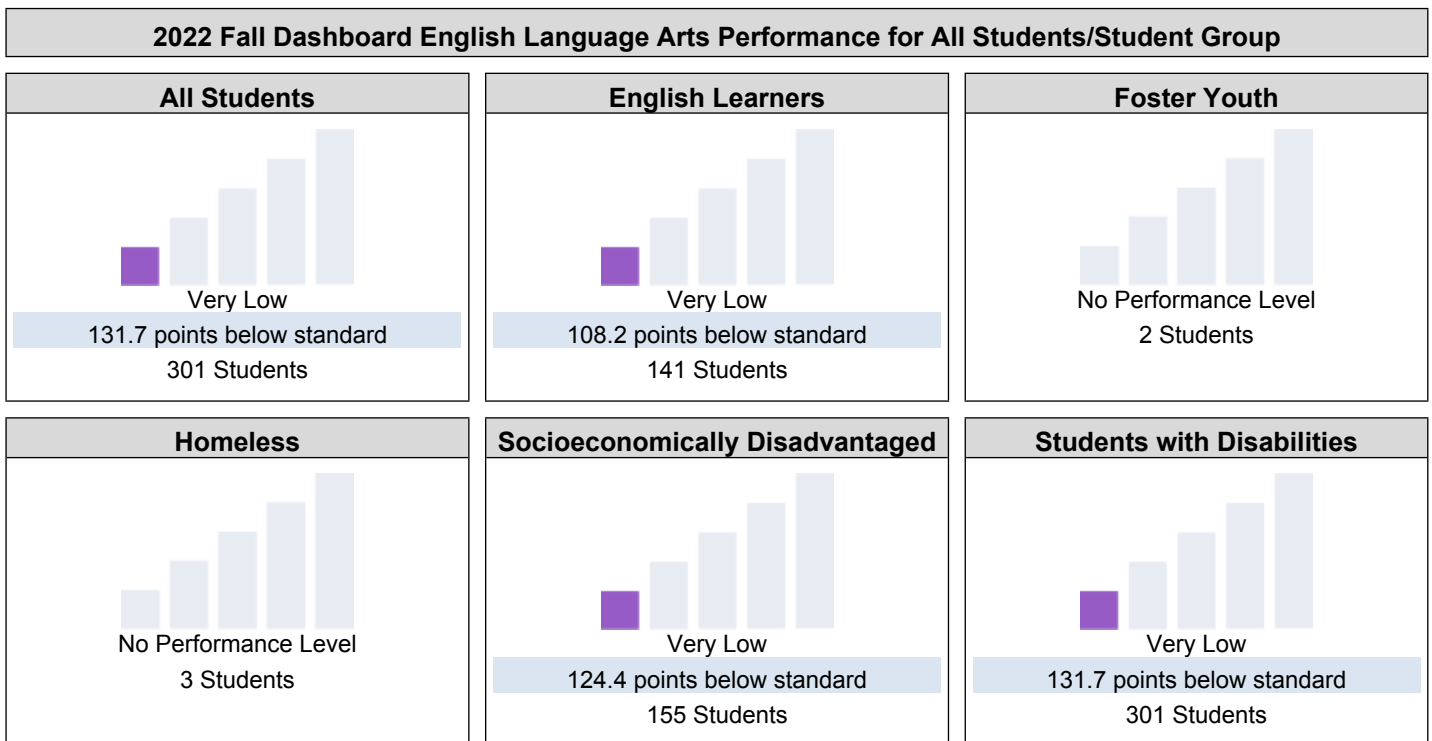 2022 Fall Dashboard English Language Arts Performance for All Students/Student Group
All Students
Very Low
131.7 points below standard
301 Students
English Learners
Very Low
108.2 points below standard
141 Students
Foster Youth
No Performance Level
2 Students
Homeless
No Performance Level
3 Students
Socioeconomically Disadvantaged
Very Low
124.4 points below standard
155 Students
Students with Disabilities
Very Low
131.7 points below standard
301 Students